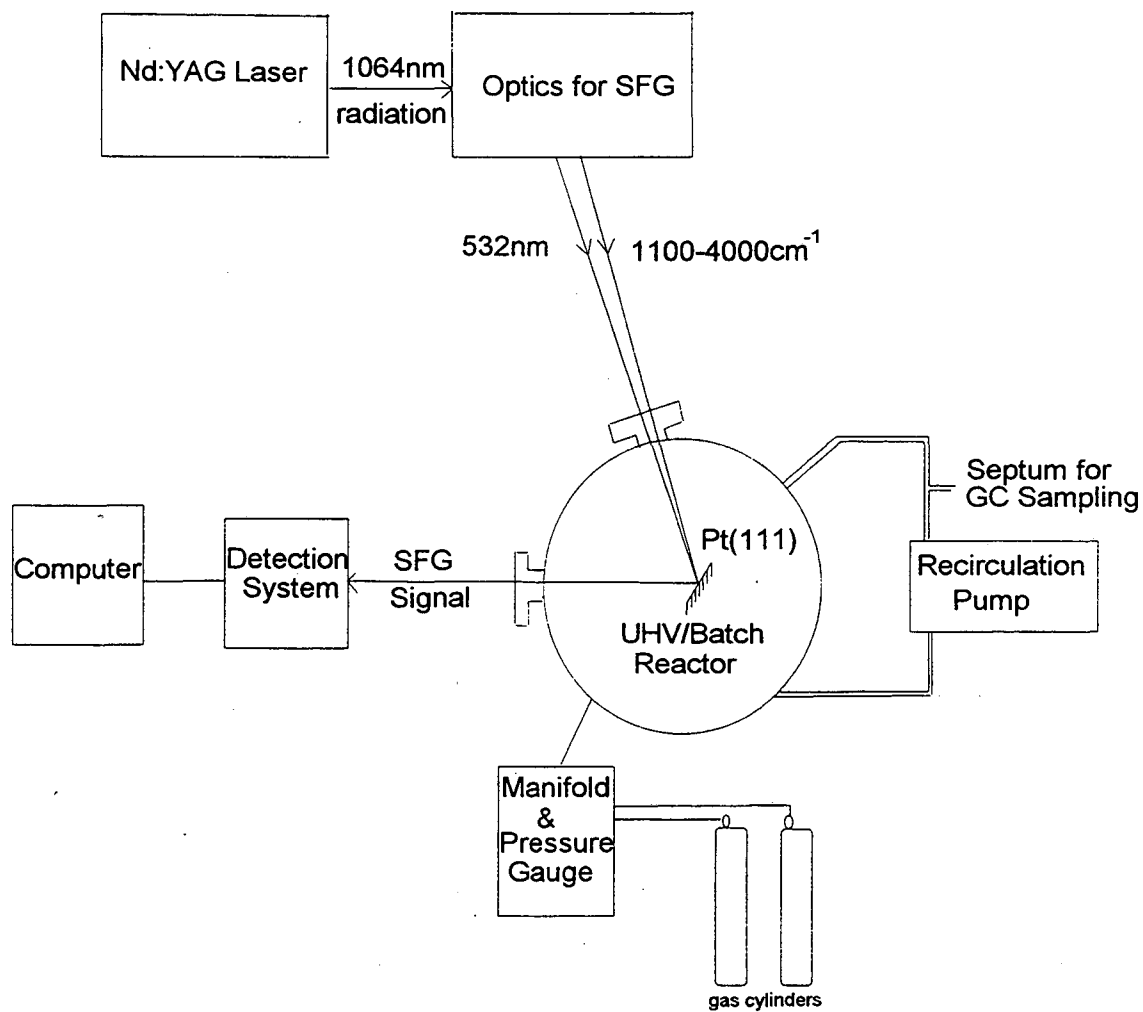 Nd:YAG Laser
1064nm
radiation
Optics for SFG
532nm
1100-4000cm⁻¹
Septum for
GC Sampling
Pt(111)
Computer
Detection
System
SFG
Signal
Recirculation
Pump
UHV/Batch
Reactor
Manifold
&
Pressure
Gauge
gas cylinders